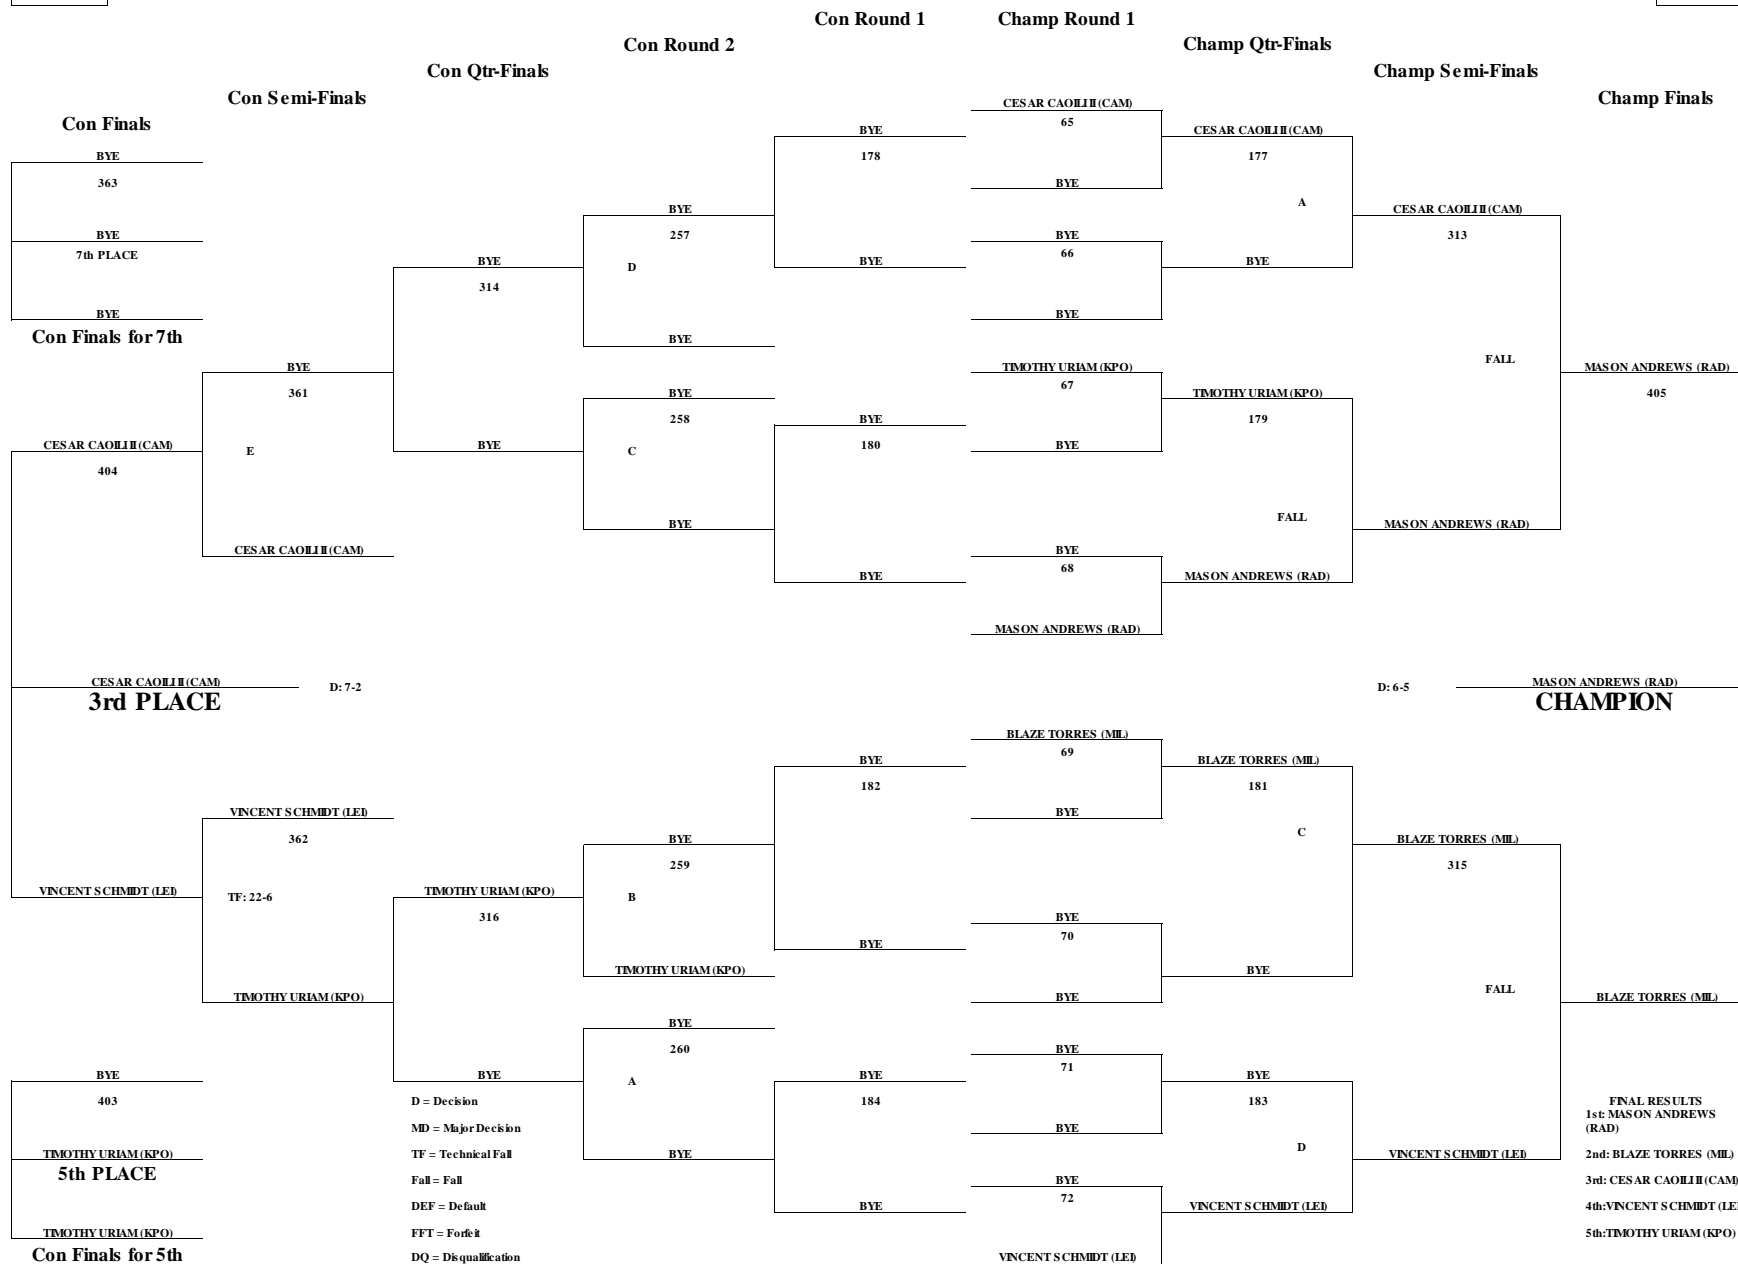 Con Round 1
Champ Round 1
Con Round 2
Champ Qtr-Finals
Con Qtr-Finals
Champ Semi-Finals
Con Semi-Finals
Champ Finals
Con Finals
CESAR CAOILI II (CAM)
65
BYE
CESAR CAOILI II (CAM)
BYE
178
177
363
BYE
A
BYE
CESAR CAOILI II (CAM)
BYE
BYE
257
313
7th PLACE
66
BYE
D
BYE
BYE
314
BYE
BYE
Con Finals for 7th
BYE
FALL
BYE
TIMOTHY URIAM (KPO)
MASON ANDREWS (RAD)
361
67
405
BYE
TIMOTHY URIAM (KPO)
258
BYE
179
CESAR CAOILI II (CAM)
E
BYE
C
180
BYE
404
FALL
BYE
MASON ANDREWS (RAD)
CESAR CAOILI II (CAM)
BYE
68
BYE
MASON ANDREWS (RAD)
MASON ANDREWS (RAD)
CESAR CAOILI II (CAM)
D: 7-2
D: 6-5
MASON ANDREWS (RAD)
3rd PLACE
CHAMPION
BLAZE TORRES (MIL)
69
BYE
BLAZE TORRES (MIL)
182
181
VINCENT SCHMIDT (LEI)
BYE
C
362
BYE
BLAZE TORRES (MIL)
259
315
VINCENT SCHMIDT (LEI)
TF: 22-6
TIMOTHY URIAM (KPO)
B
316
BYE
70
BYE
TIMOTHY URIAM (KPO)
BYE
FALL
TIMOTHY URIAM (KPO)
BYE
BLAZE TORRES (MIL)
BYE
260
BYE
71
BYE
BYE
A
BYE
BYE
403
D = Decision
184
183
FINAL RESULTS
1st: MASON ANDREWS
(RAD)
MD = Major Decision
BYE
D
TIMOTHY URIAM (KPO)
TF = Technical Fall
BYE
VINCENT SCHMIDT (LEI)
2nd: BLAZE TORRES (MIL)
5th PLACE
Fall = Fall
BYE
3rd: CESAR CAOILI II (CAM)
72
DEF = Default
BYE
VINCENT SCHMIDT (LEI)
4th:VINCENT SCHMIDT (LEI
TIMOTHY URIAM (KPO)
FFT = Forfeit
5th:TIMOTHY URIAM (KPO)
Con Finals for 5th
DQ = Disqualification
VINCENT SCHMIDT (LEI)